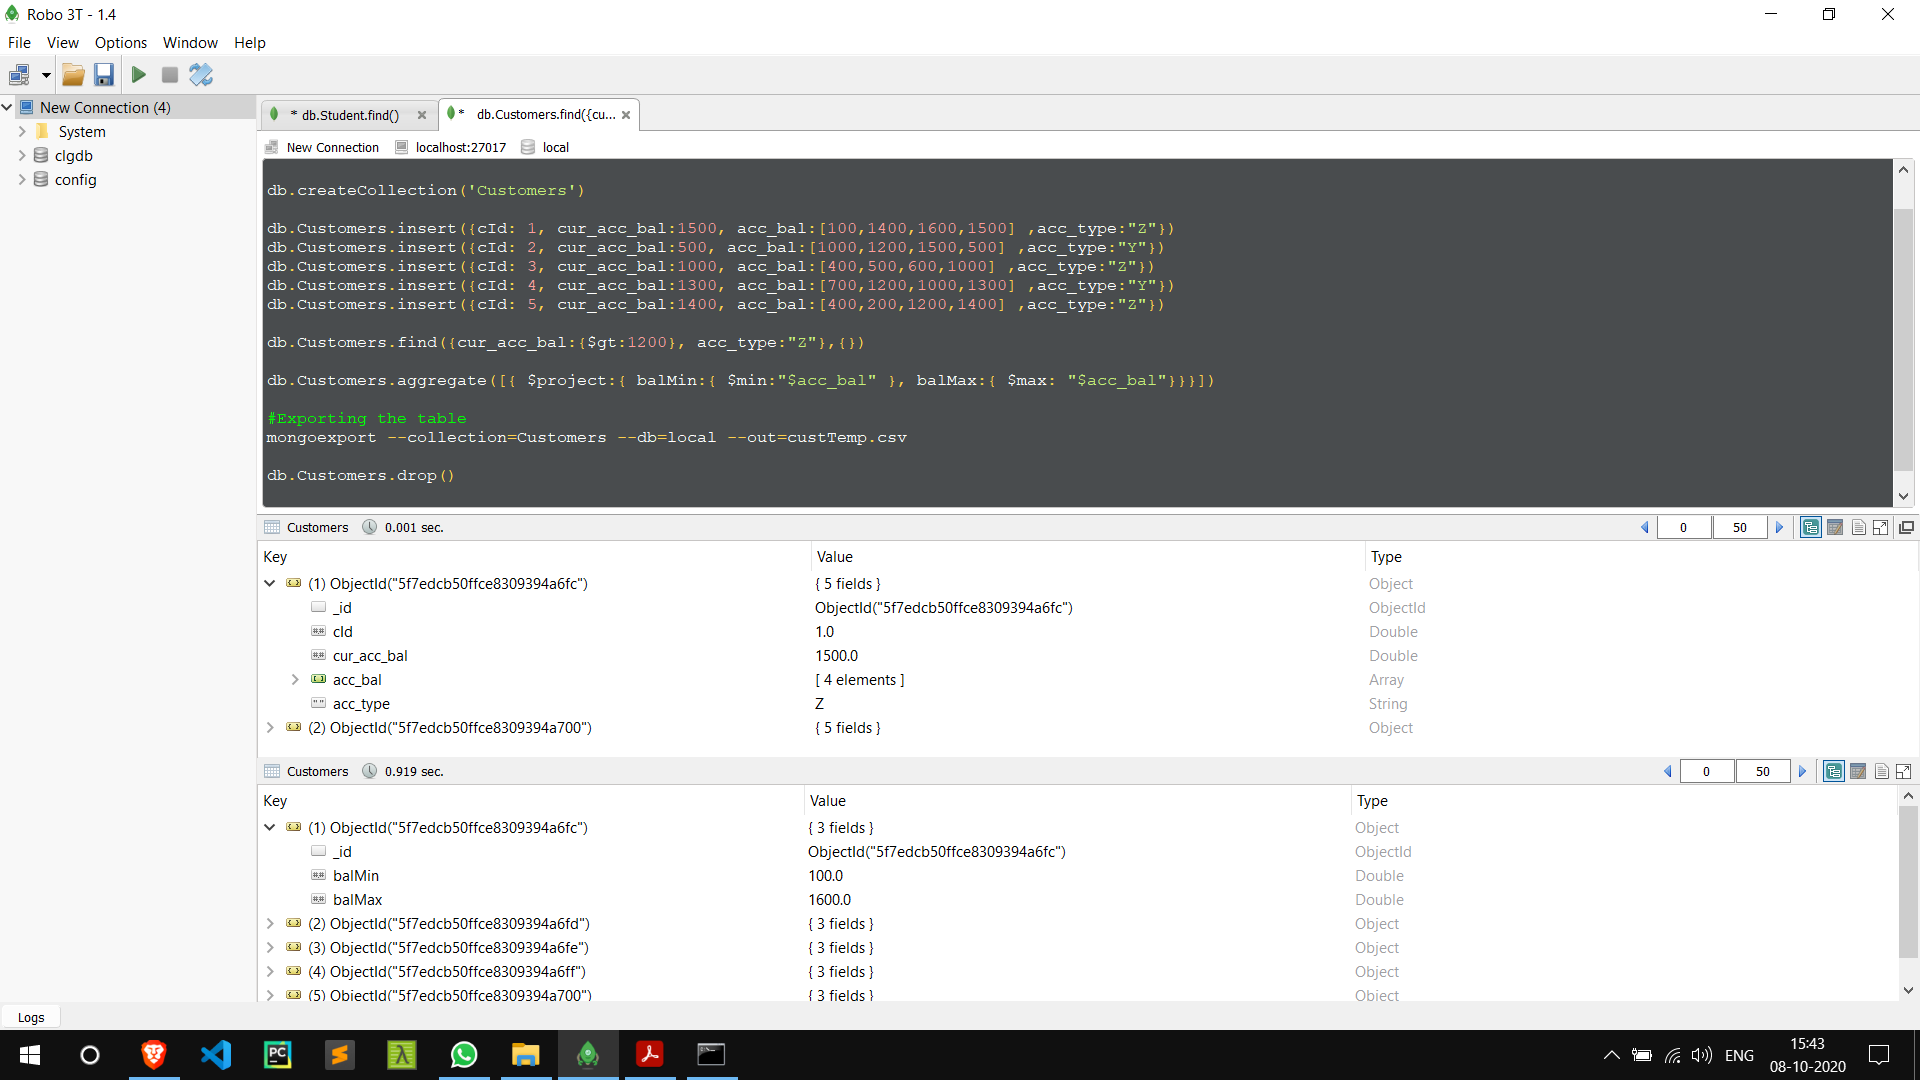 Robo 3T - 1.4
File View Options Window Help
New Connection (4)
System
clgdb
config
* db.Student.find()
* db.Customers.find({cu...
New Connection localhost:27017 local
db.createCollection('Customers')
db.Customers.insert({cId: 1, cur_acc_bal:1500, acc_bal:[100,1400,1600,1500] ,acc_type:"Z"})
db.Customers.insert({cId: 2, cur_acc_bal:500, acc_bal:[1000,1200,1500,500] ,acc_type:"Y"})
db.Customers.insert({cId: 3, cur_acc_bal:1000, acc_bal:[400,500,600,1000] ,acc_type:"Z"})
db.Customers.insert({cId: 4, cur_acc_bal:1300, acc_bal:[700,1200,1000,1300] ,acc_type:"Y"})
db.Customers.insert({cId: 5, cur_acc_bal:1400, acc_bal:[400,200,1200,1400] ,acc_type:"Z"})
db.Customers.find({cur_acc_bal:{$gt:1200}, acc_type:"Z"},{})
db.Customers.aggregate([{ $project:{ balMin:{ $min:"$acc_bal" }, balMax:{ $max: "$acc_bal"}}}])
#Exporting the table
mongoexport --collection=Customers --db=local --out=custTemp.csv
db.Customers.drop()
Customers 0.001 sec. 0 50
Key Value Type
(1) ObjectId("5f7edcb50ffce8309394a6fc") { 5 fields } Object
_id ObjectId("5f7edcb50ffce8309394a6fc") ObjectId
cId 1.0 Double
cur_acc_bal 1500.0 Double
acc_bal [ 4 elements ] Array
acc_type Z String
(2) ObjectId("5f7edcb50ffce8309394a700") { 5 fields } Object
Customers 0.919 sec. 0 50
Key Value Type
(1) ObjectId("5f7edcb50ffce8309394a6fc") { 3 fields } Object
_id ObjectId("5f7edcb50ffce8309394a6fc") ObjectId
balMin 100.0 Double
balMax 1600.0 Double
(2) ObjectId("5f7edcb50ffce8309394a6fd") { 3 fields } Object
(3) ObjectId("5f7edcb50ffce8309394a6fe") { 3 fields } Object
(4) ObjectId("5f7edcb50ffce8309394a6ff") { 3 fields } Object
(5) ObjectId("5f7edcb50ffce8309394a700") { 3 fields } Object
Logs
PC
ENG
15:43
08-10-2020